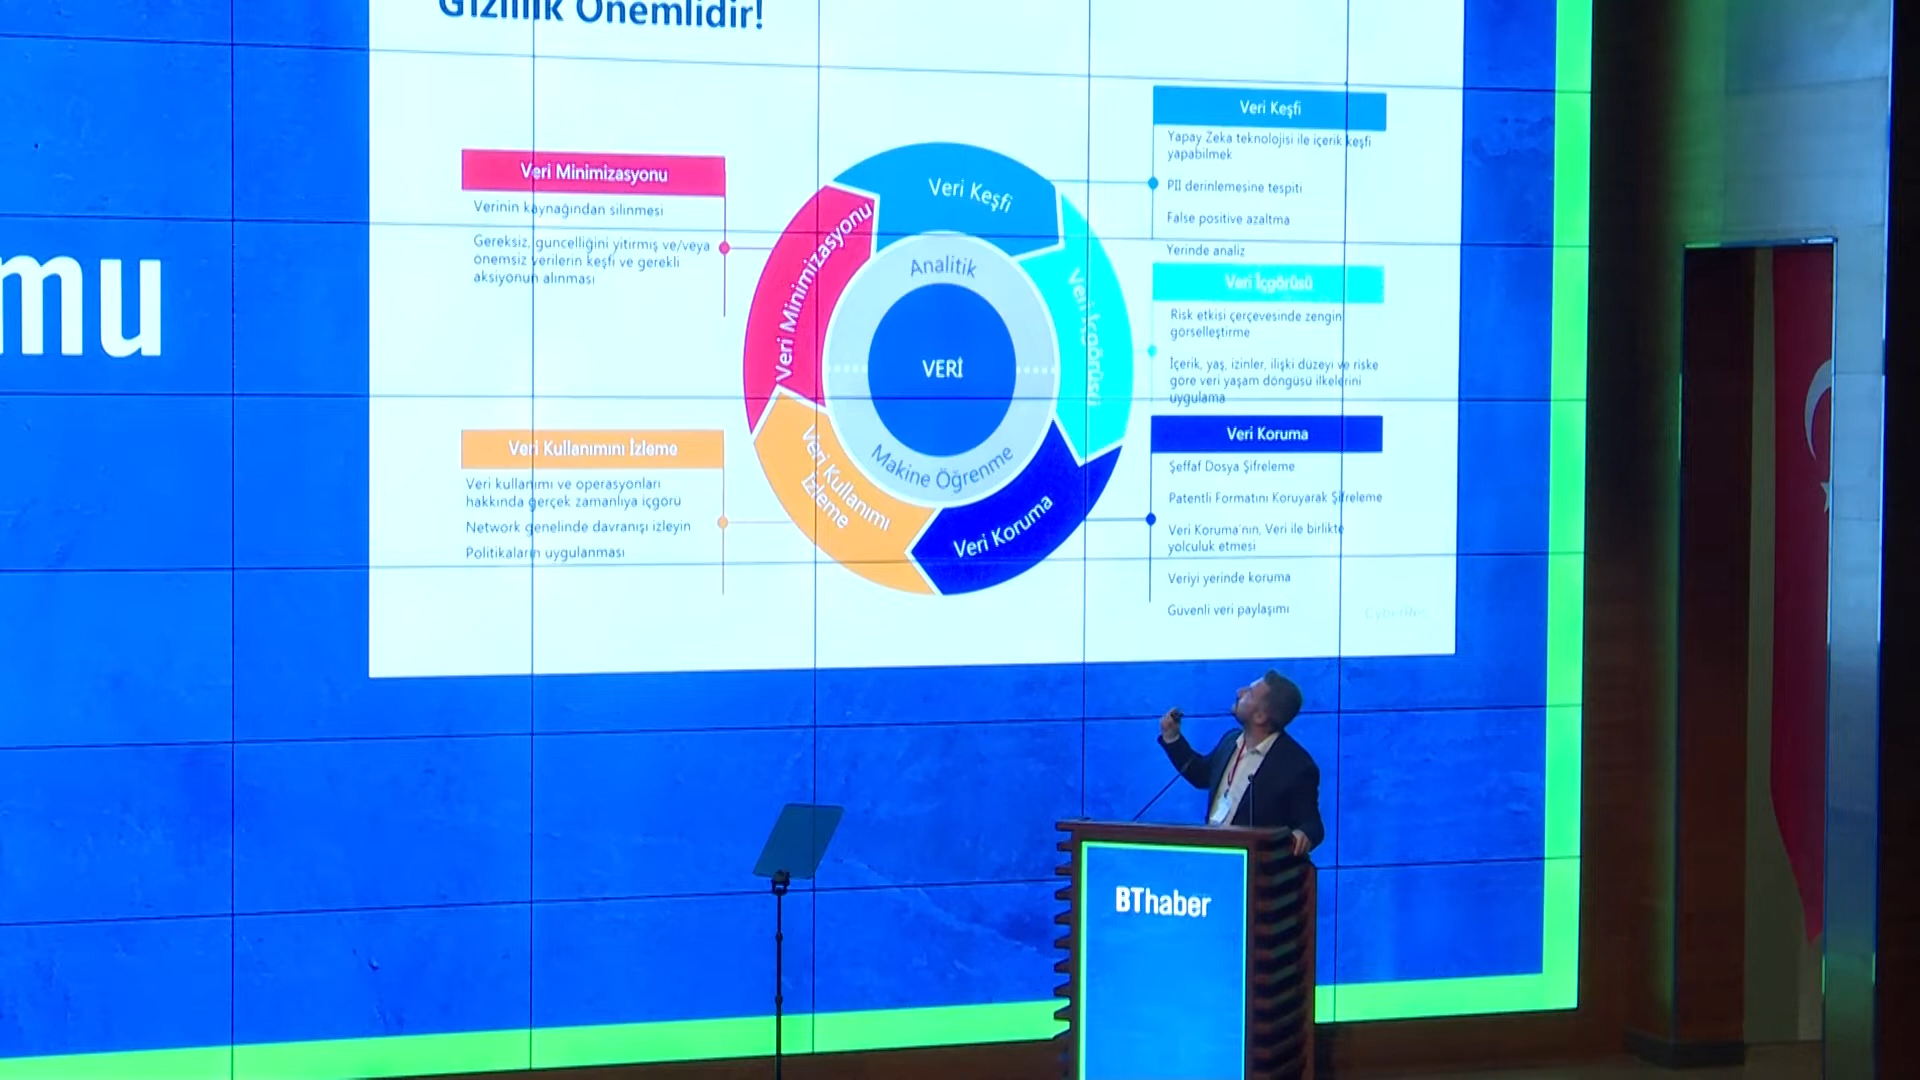 Gizlilik Önemlidir!
mu
Veri Minimizasyonu
Verinin kaynağından silinmesi
Gereksiz, güncelliğini yitirmiş ve/veya
önemsiz verilerin keşfi ve gerekli
aksiyonun alınması
Veri Kullanımını İzleme
Veri kullanımı ve operasyonları
hakkında gerçek zamanlıya içgörü
Network genelinde davranışı izleyin
Politikaların uygulanması
Veri Keşfi
Veri Minimizasyonu
Veri İçgörüsü
Analitik
VERİ
Makine Öğrenme
Veri Kullanımı
İzleme
Veri Koruma
Veri Keşfi
Yapay Zeka teknolojisi ile içerik keşfi
yapabilmek
PII derinlemesine tespiti
False positive azaltma
Yerinde analiz
Veri İçgörüsü
Risk etkisi çerçevesinde zengin
görselleştirme
İçerik, yaş, izinler, ilişki düzeyi ve riske
göre veri yaşam döngüsü ilkelerini
uygulama
Veri Koruma
Şeffaf Dosya Şifreleme
Patentli Formatını Koruyarak Şifreleme
Veri Koruma'nın, Veri ile birlikte
yolculuk etmesi
Veriyi yerinde koruma
Güvenli veri paylaşımı
CyberRes
BThaber